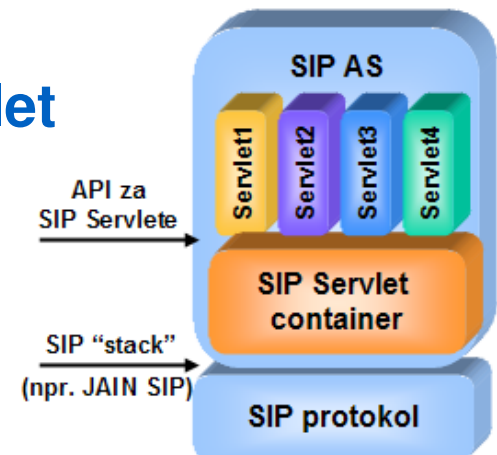 let
SIP AS
Servlet1
Servlet2
Servlet3
Servlet4
API za
SIP Servlete
SIP Servlet
container
SIP “stack”
(npr. JAIN SIP)
SIP protokol